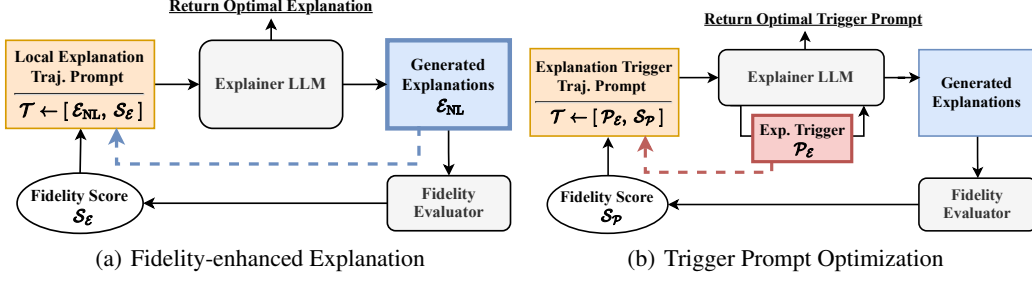 Return Optimal Explanation
Local Explanation
Traj. Prompt
𝒯 ← [ ℰNL, 𝒮ℰ ]
Explainer LLM
Generated
Explanations
ℰNL
Fidelity Score
𝒮ℰ
Fidelity
Evaluator
(a) Fidelity-enhanced Explanation
Return Optimal Trigger Prompt
Explanation Trigger
Traj. Prompt
𝒯 ← [ 𝒫ℰ, 𝒮𝒫 ]
Explainer LLM
Exp. Trigger
𝒫ℰ
Generated
Explanations
Fidelity Score
𝒮𝒫
Fidelity
Evaluator
(b) Trigger Prompt Optimization